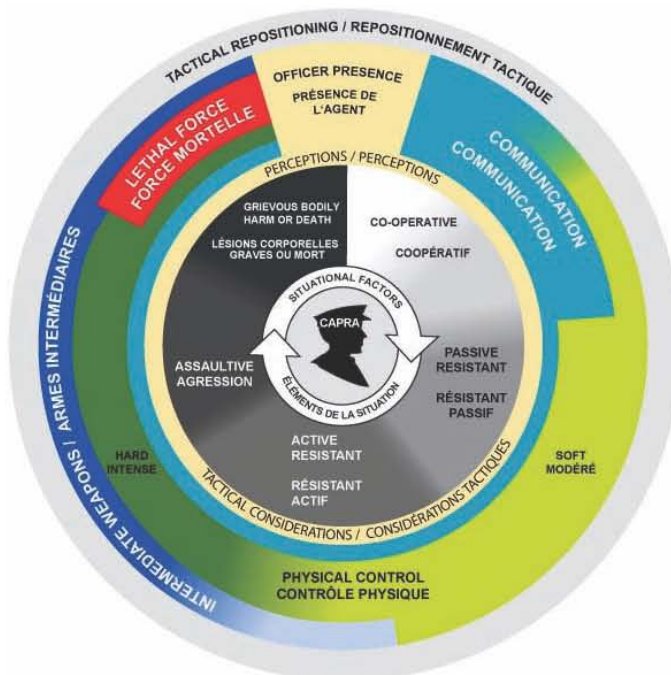 TACTICAL REPOSITIONING / REPOSITIONNEMENT TACTIQUE
OFFICER PRESENCE
PRÉSENCE DE
L'AGENT
LETHAL FORCE
FORCE MORTELLE
COMMUNICATION
COMMUNICATION
PERCEPTIONS / PERCEPTIONS
GRIEVOUS BODILY
HARM OR DEATH
LÉSIONS CORPORELLES
GRAVES OU MORT
CO-OPERATIVE
COOPÉRATIF
SITUATIONAL FACTORS
CAPRA
ÉLÉMENTS DE LA SITUATION
ASSAULTIVE
AGRESSION
PASSIVE
RESISTANT
RÉSISTANT
PASSIF
ACTIVE
RESISTANT
RÉSISTANT
ACTIF
TACTICAL CONSIDERATIONS / CONSIDÉRATIONS TACTIQUES
INTERMEDIATE WEAPONS / ARMES INTERMÉDIAIRES
HARD
INTENSE
SOFT
MODÉRÉ
PHYSICAL CONTROL
CONTRÔLE PHYSIQUE